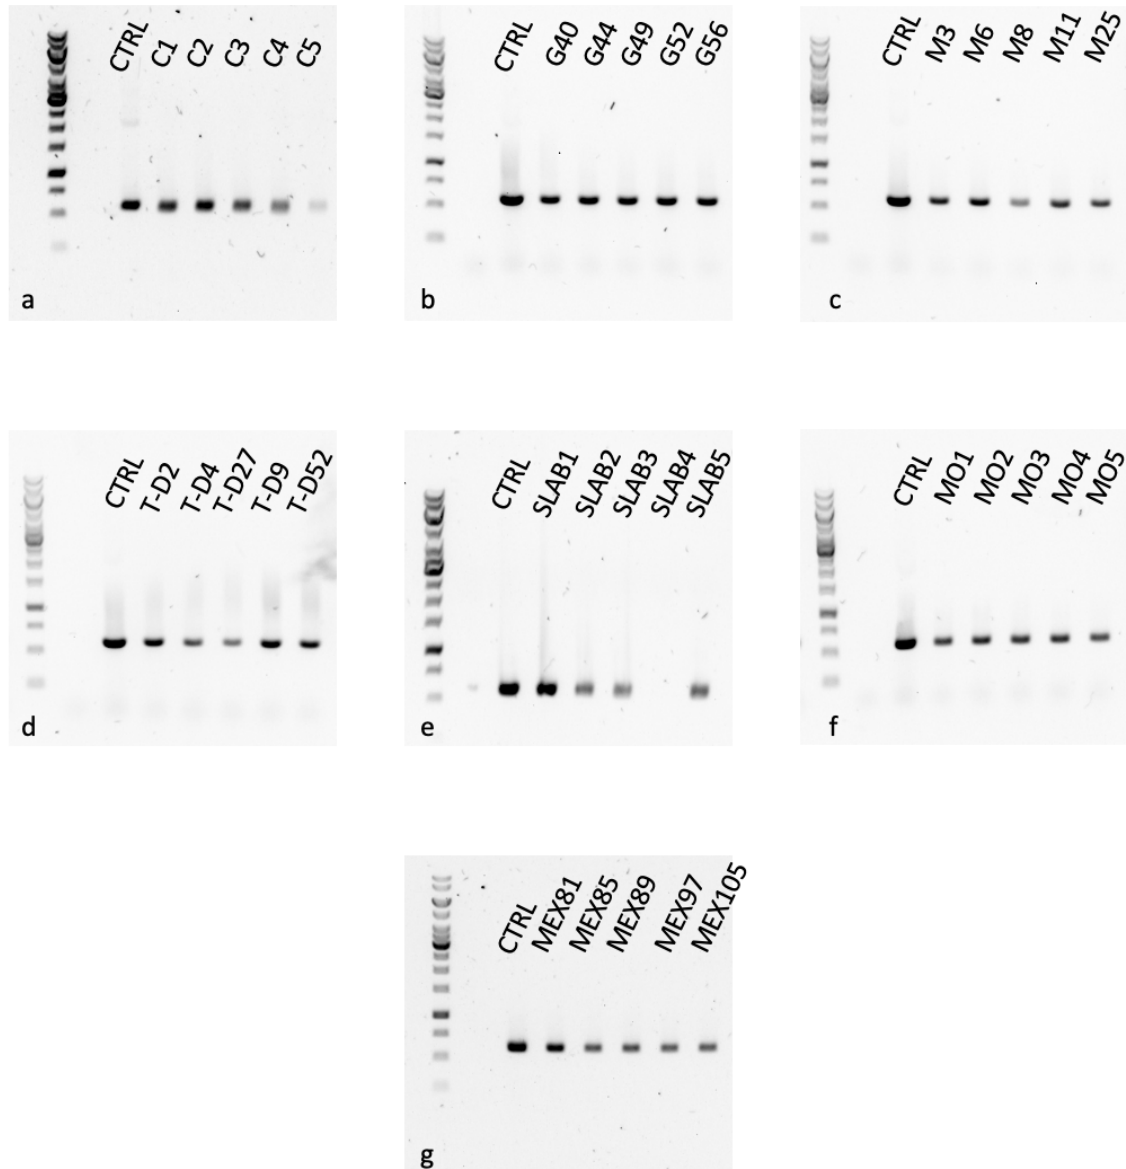 CTRL C1 C2 C3 C4 C5
a
CTRL G40 G44 G49 G52 G56
b
CTRL M3 M6 M8 M11 M25
c
CTRL T-D2 T-D4 T-D27 T-D9 T-D52
d
CTRL SLAB1 SLAB2 SLAB3 SLAB4 SLAB5
e
CTRL MO1 MO2 MO3 MO4 MO5
f
CTRL MEX81 MEX85 MEX89 MEX97 MEX105
g